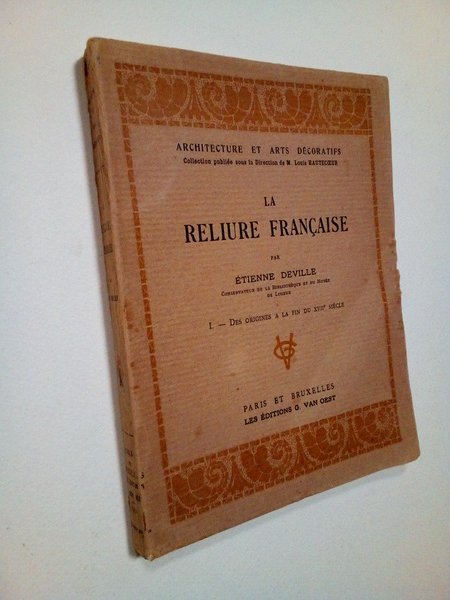 ARCHITECTURE ET ARTS DÉCORATIFS
Collection publiée sous la Direction de M. Louis HAUTECŒUR
LA
RELIURE FRANÇAISE
PAR
ÉTIENNE DEVILLE
CONSERVATEUR DE LA BIBLIOTHÈQUE ET DU MUSÉE
DE LISIEUX
I. — DES ORIGINES A LA FIN DU XVIIe SIÈCLE
PARIS ET BRUXELLES
LES ÉDITIONS G. VAN OEST